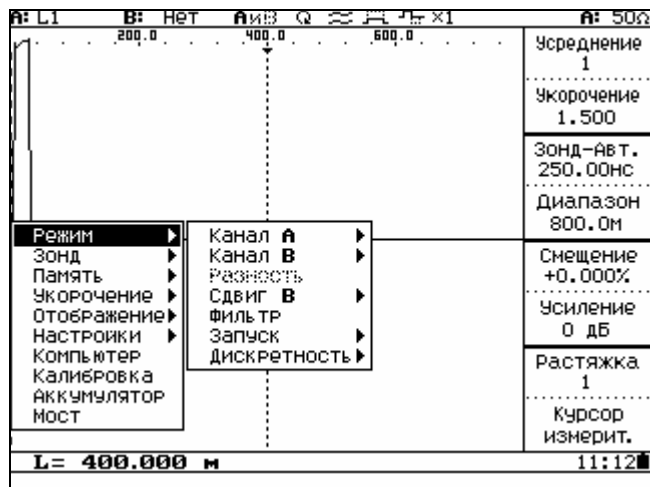 A: L1 B: Нет АиВ ×1 A: 50Ω
200.0 400.0 600.0
Усреднение
1
Укорочение
1.500
Зонд-Авт.
250.00нс
Диапазон
800.0м
Смещение
+0.000%
Усиление
0 дБ
Растяжка
1
Курсор
измерит.
Режим
Зонд
Память
Укорочение
Отображение
Настройки
Компьютер
Калибровка
Аккумулятор
Мост
Канал А
Канал В
Разность
Сдвиг В
Фильтр
Запуск
Дискретность
L= 400.000 м 11:12